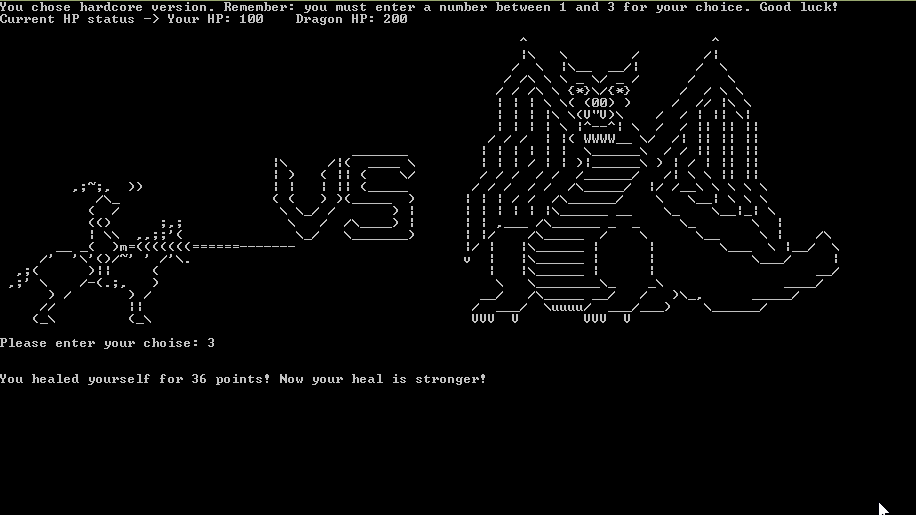 You chose hardcore version. Remember: you must enter a number between 1 and 3 for your choice. Good luck!
Current HP status -> Your HP: 100    Dragon HP: 200
VS
Please enter your choise: 3
You healed yourself for 36 points! Now your heal is stronger!